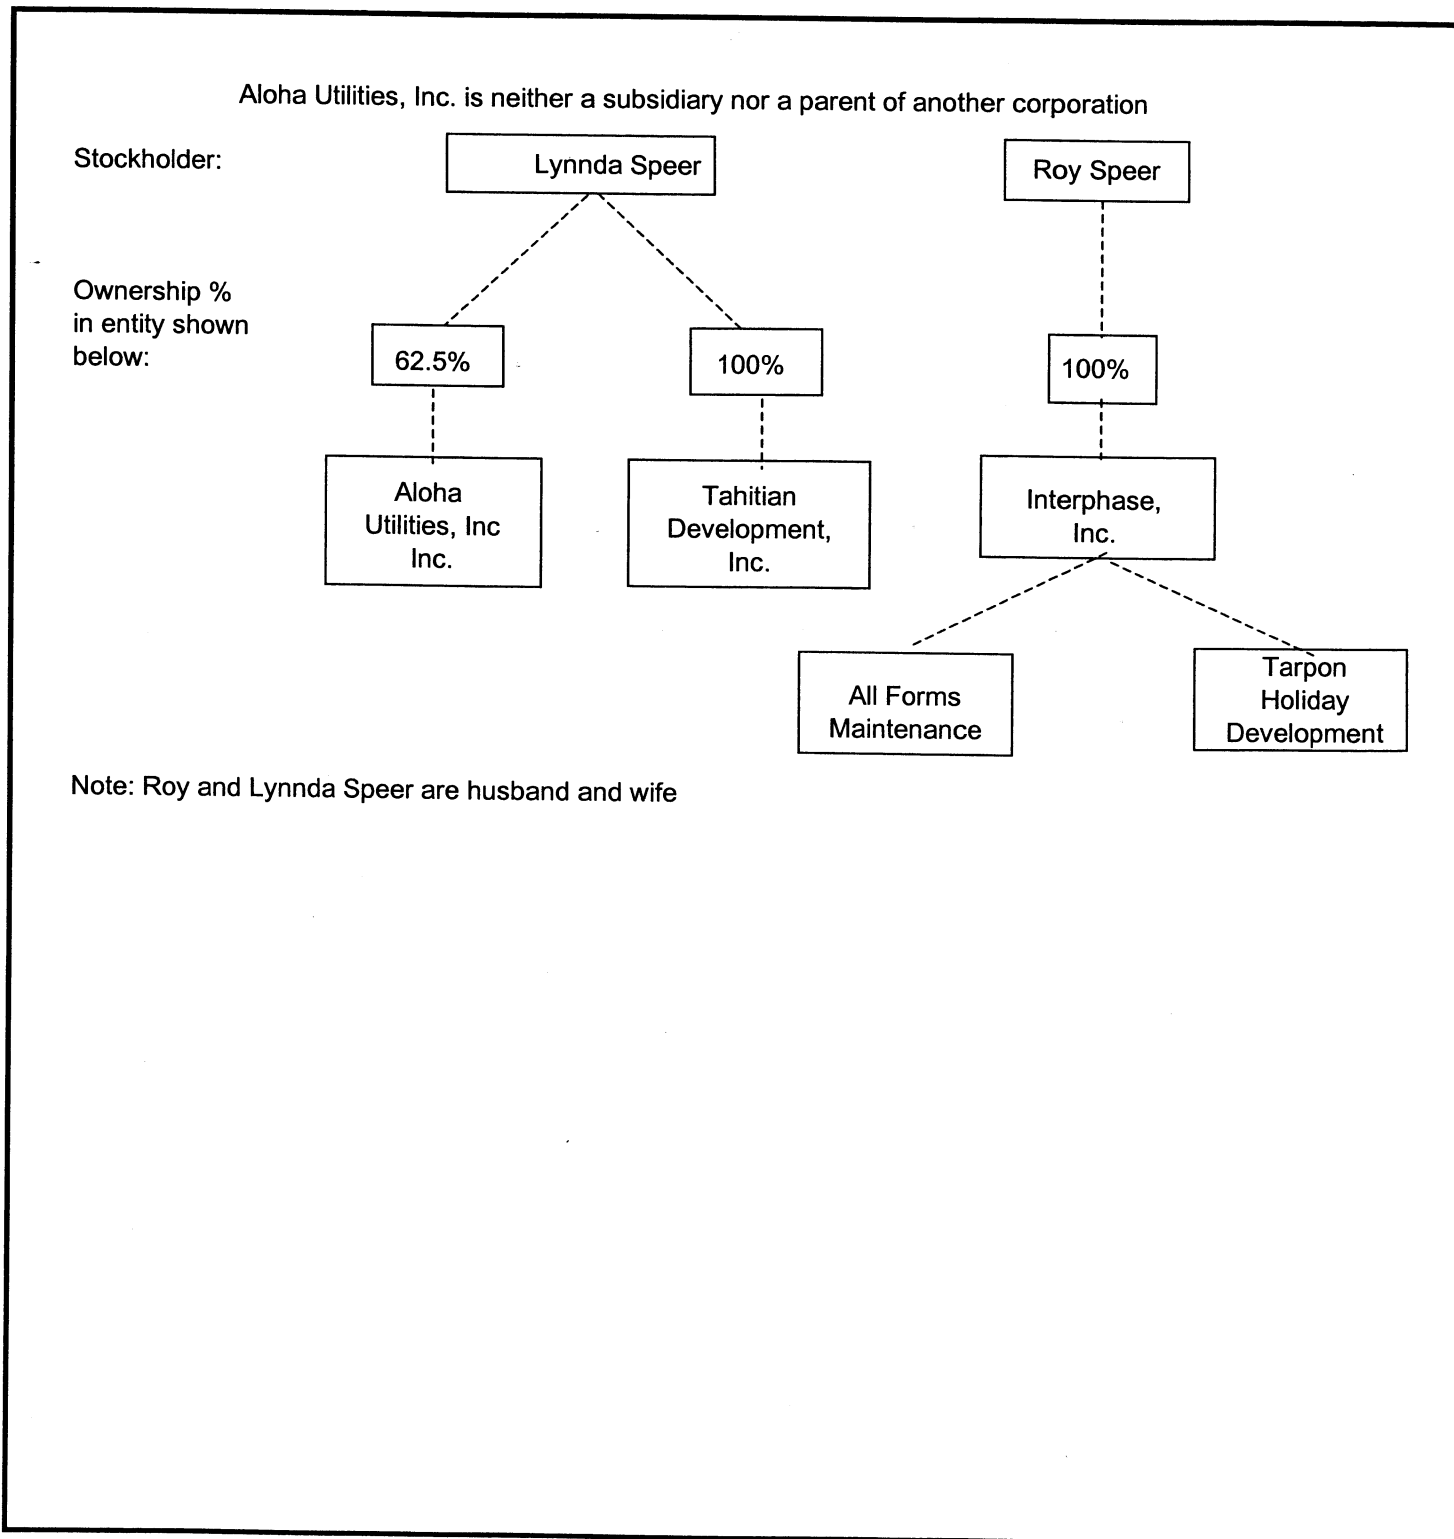 Aloha Utilities, Inc. is neither a subsidiary nor a parent of another corporation
Stockholder:
Lynnda Speer
Roy Speer
Ownership %
in entity shown
below:
62.5%
100%
100%
Aloha
Utilities, Inc
Inc.
Tahitian
Development,
Inc.
Interphase,
Inc.
All Forms
Maintenance
Tarpon
Holiday
Development
Note: Roy and Lynnda Speer are husband and wife